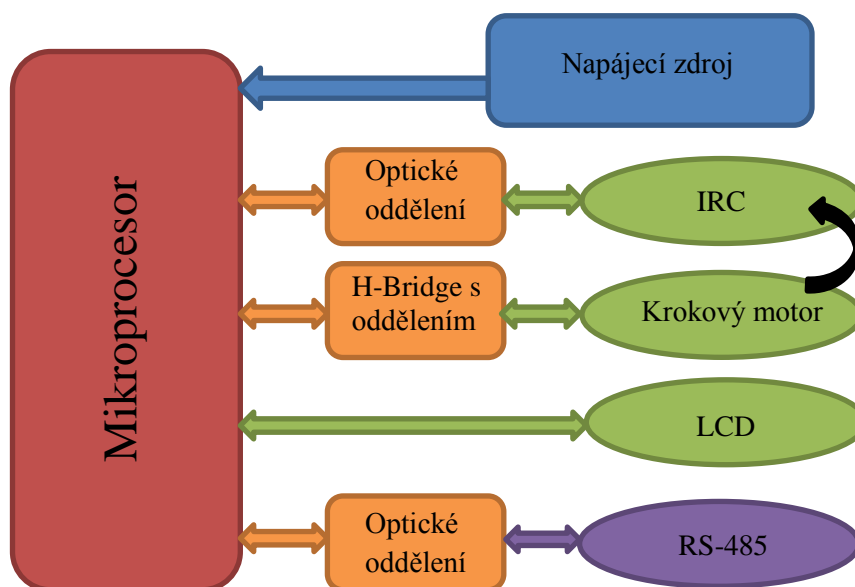 Mikroprocesor
Napájecí zdroj
Optické
oddělení
IRC
H-Bridge s
oddělením
Krokový motor
LCD
Optické
oddělení
RS-485